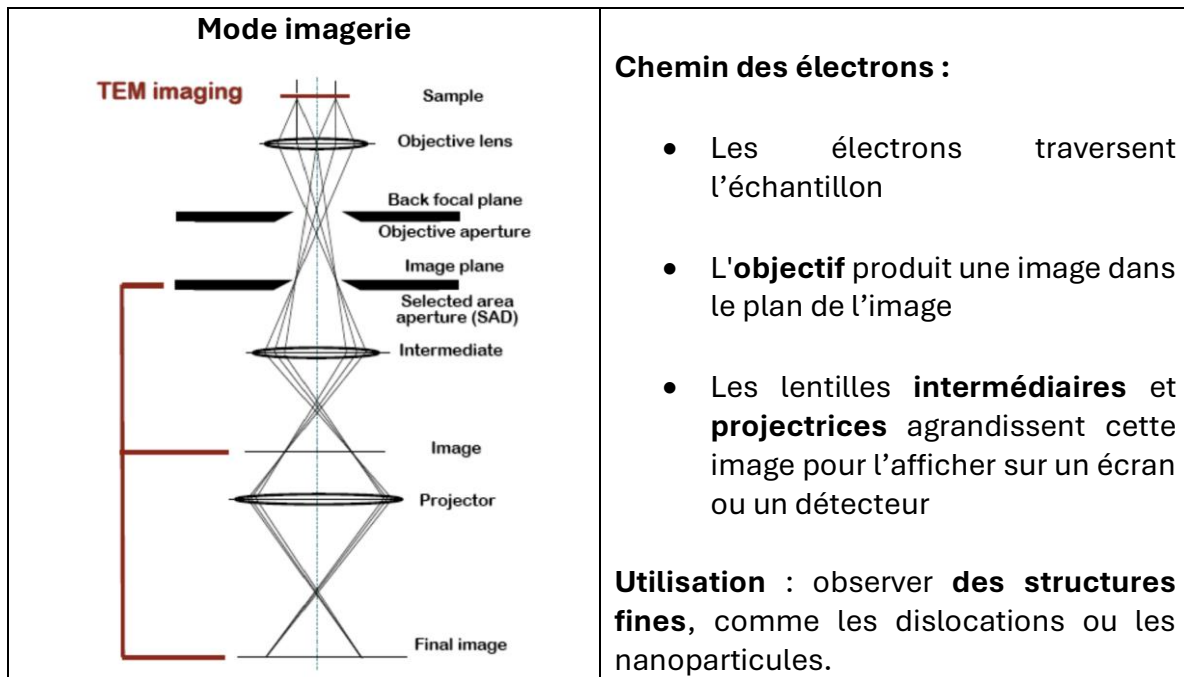 Mode imagerie
TEM imaging
Sample
Objective lens
Back focal plane
Objective aperture
Image plane
Selected area
aperture (SAD)
Intermediate
Image
Projector
Final image
Chemin des électrons :
• Les électrons traversent
l’échantillon
• L'objectif produit une image dans
le plan de l’image
• Les lentilles intermédiaires et
projectrices agrandissent cette
image pour l’afficher sur un écran
ou un détecteur
Utilisation : observer des structures
fines, comme les dislocations ou les
nanoparticules.